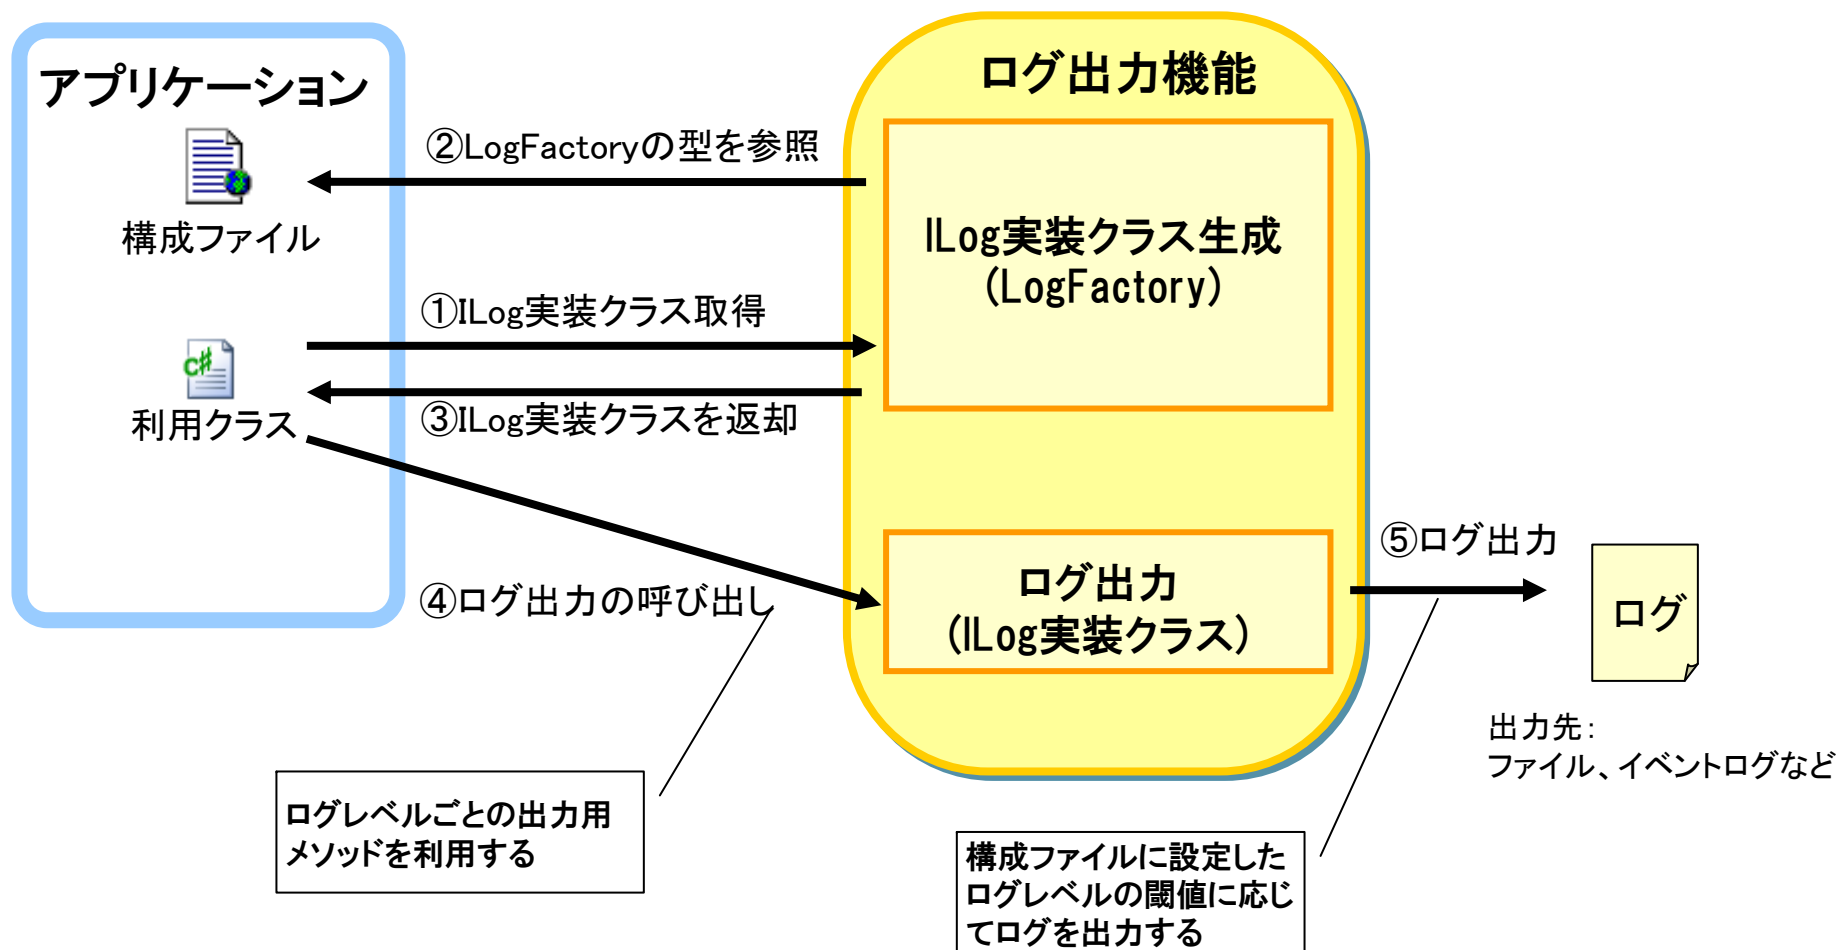 アプリケーション
構成ファイル
利用クラス
②LogFactoryの型を参照
①ILog実装クラス取得
③ILog実装クラスを返却
④ログ出力の呼び出し
ログ出力機能
ILog実装クラス生成
(LogFactory)
ログ出力
(ILog実装クラス)
⑤ログ出力
ログ
出力先:
ファイル、イベントログなど
ログレベルごとの出力用
メソッドを利用する
構成ファイルに設定した
ログレベルの閾値に応じ
てログを出力する
C#